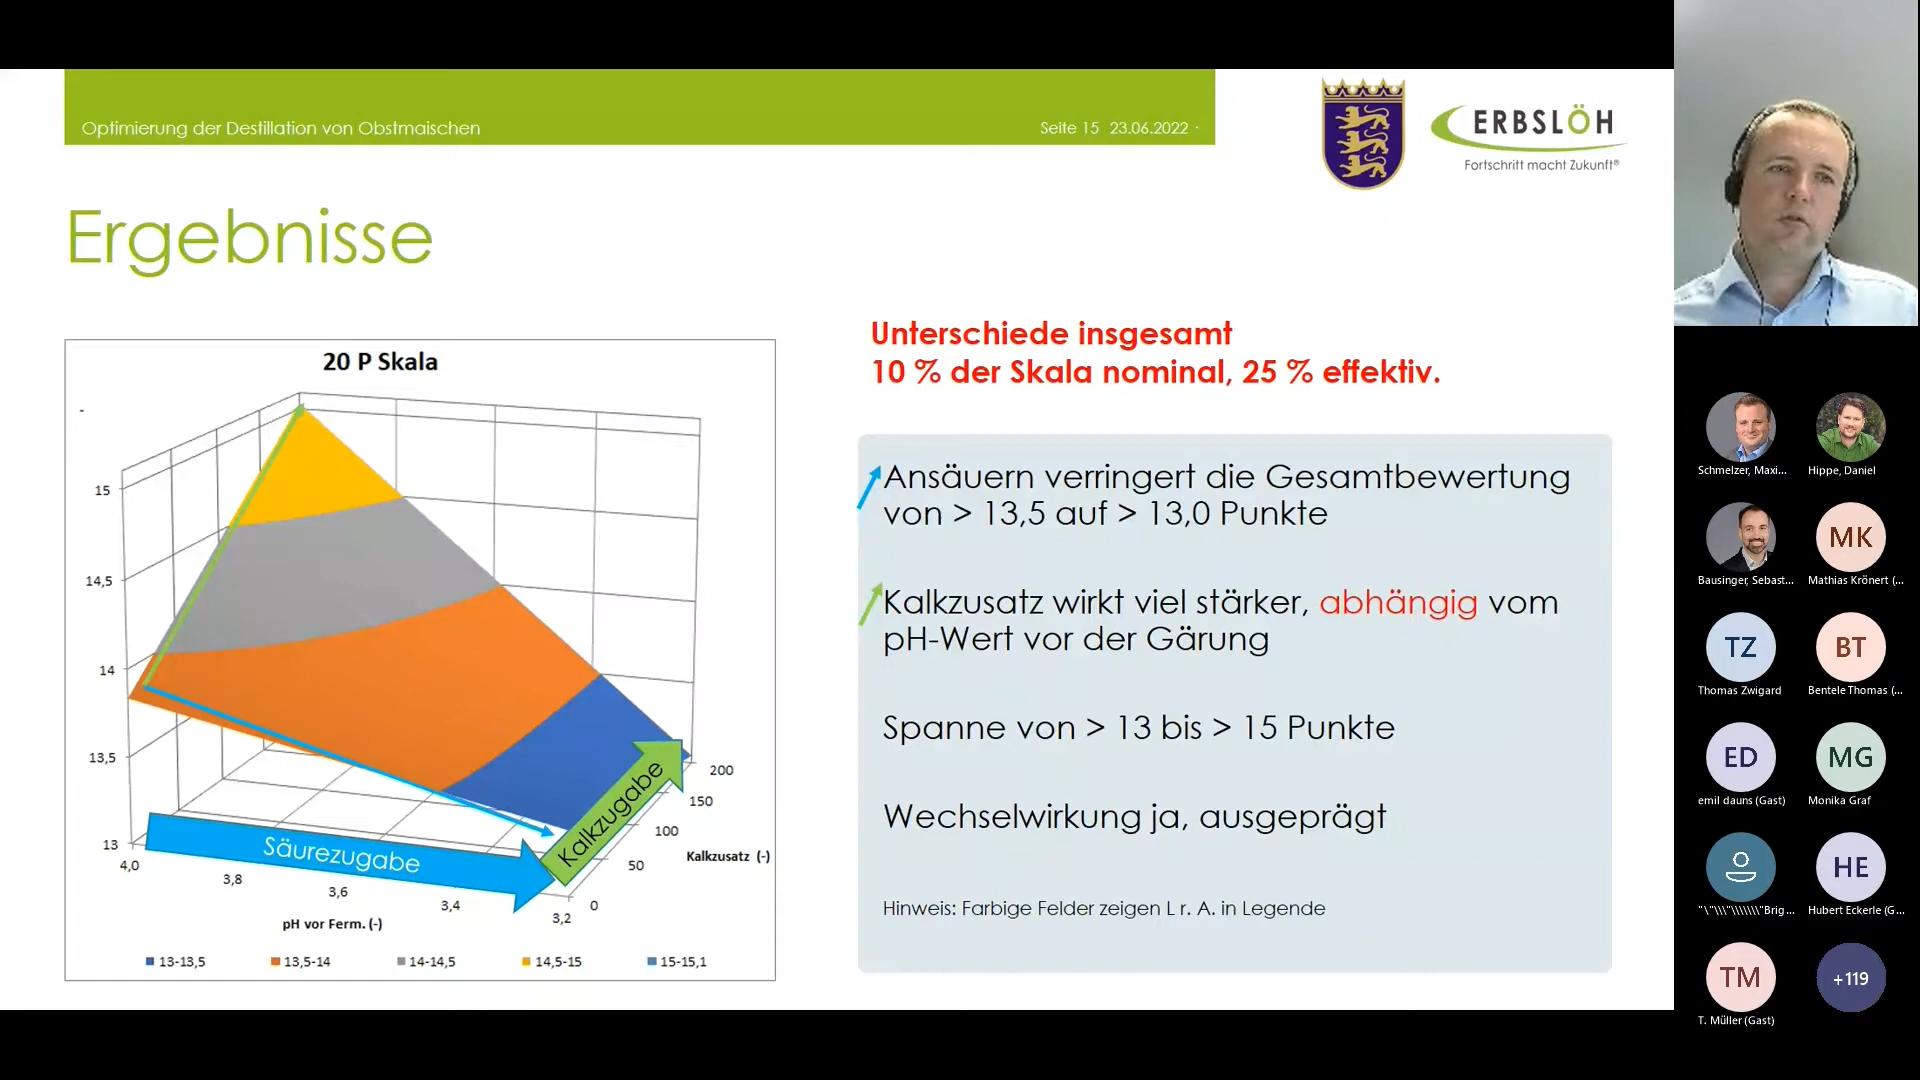 Optimierung der Destillation von Obstmaischen
Seite 15 23.06.2022 ·
ERBSLÖH
Fortschritt macht Zukunft®
Ergebnisse
20 P Skala
-
15
14,5
14
13,5
13
4,0
3,8
3,6
3,4
3,2
0
50
100
150
200
Kalkzusatz (-)
pH vor Ferm. (-)
Säurezugabe
Kalkzugabe
13-13,5
13,5-14
14-14,5
14,5-15
15-15,1
Unterschiede insgesamt
10 % der Skala nominal, 25 % effektiv.
Ansäuern verringert die Gesamtbewertung
von > 13,5 auf > 13,0 Punkte
Kalkzusatz wirkt viel stärker, abhängig vom
pH-Wert vor der Gärung
Spanne von > 13 bis > 15 Punkte
Wechselwirkung ja, ausgeprägt
Hinweis: Farbige Felder zeigen L r. A. in Legende
Schmelzer, Maxi...
Hippe, Daniel
Bausinger, Sebast...
MK
Mathias Krönert (...
TZ
Thomas Zwigard
BT
Bentele Thomas (...
ED
emil dauns (Gast)
MG
Monika Graf
"\"\\\"\\\\\\\"Brig...
HE
Hubert Eckerle (G...
TM
T. Müller (Gast)
+119